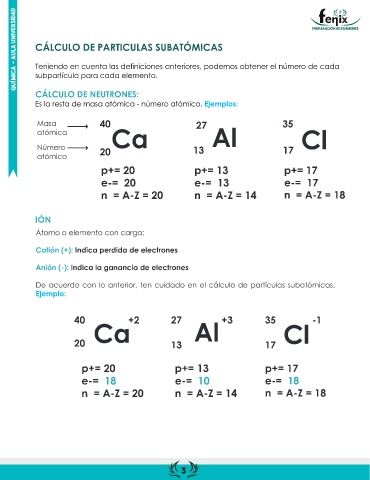 QUÍMICA - AULA UNIVERSIDAD
fenix
PREPARACIÓN DE EXÁMENES
CÁLCULO DE PARTICULAS SUBATÓMICAS
Teniendo en cuenta las definiciones anteriores, podemos obtener el número de cada
subpartícula para cada elemento.
CÁLCULO DE NEUTRONES:
Es la resta de masa atómica - número atómico. Ejemplos:
Masa atómica 40 Ca 27 Al 35 Cl
Número atómico 20 13 17
p+= 20 p+= 13 p+= 17
e-= 20 e-= 13 e-= 17
n = A-Z = 20 n = A-Z = 14 n = A-Z = 18
IÓN
Átomo o elemento con carga:
Catión (+): Indica perdida de electrones
Anión (-): Indica la ganancia de electrones
De acuerdo con lo anterior, ten cuidado en el cálculo de partículas subatómicas.
Ejemplo:
40 +2 27 +3 35 -1
Ca Al Cl
20 13 17
p+= 20 p+= 13 p+= 17
e-= 18 e-= 10 e-= 18
n = A-Z = 20 n = A-Z = 14 n = A-Z = 18
3